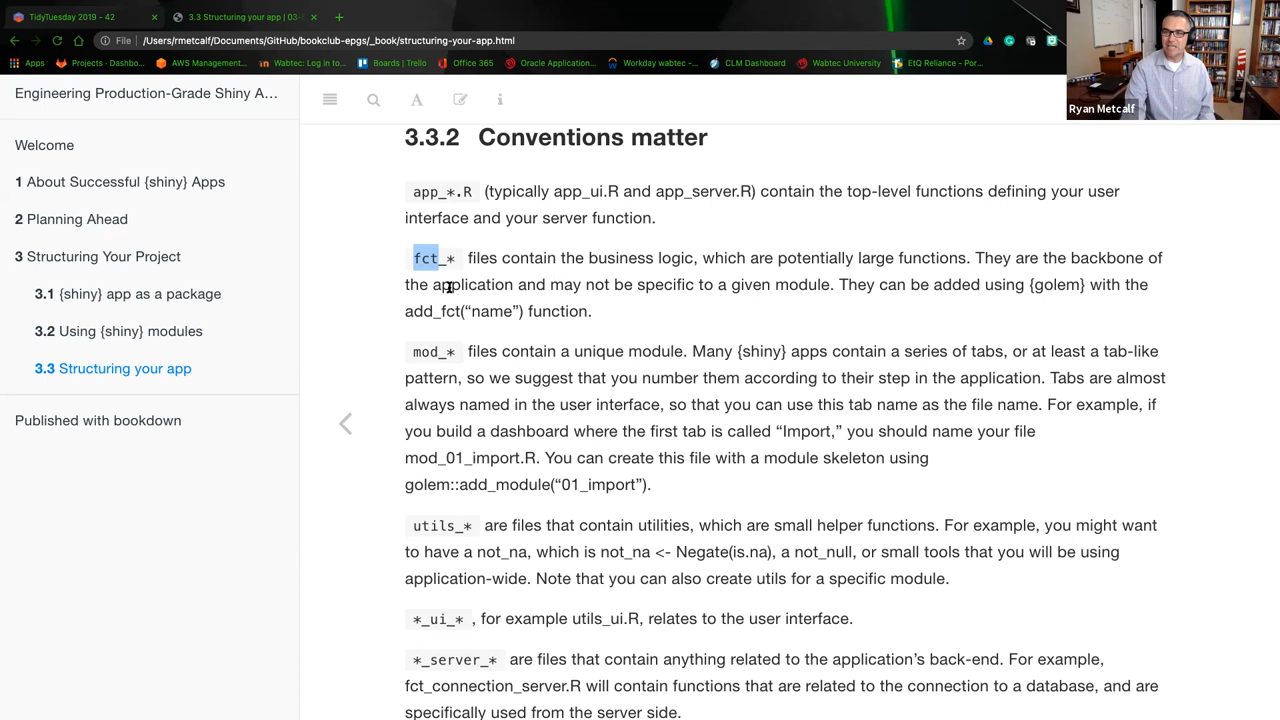 TidyTuesday 2019 - 42
3.3 Structuring your app | 03-
File | /Users/rmetcalf/Documents/GitHub/bookclub-epgs/_book/structuring-your-app.html
Apps Projects · Dashbo... AWS Management... Wabtec: Log in to... Boards | Trello Office 365 Oracle Application... Workday wabtec -... CLM Dashboard Wabtec University EtQ Reliance - Por...
Ryan Metcalf
Engineering Production-Grade Shiny A...
Welcome
1 About Successful {shiny} Apps
2 Planning Ahead
3 Structuring Your Project
3.1 {shiny} app as a package
3.2 Using {shiny} modules
3.3 Structuring your app
Published with bookdown
3.3.2 Conventions matter
app_*.R (typically app_ui.R and app_server.R) contain the top-level functions defining your user
interface and your server function.
fct_* files contain the business logic, which are potentially large functions. They are the backbone of
the application and may not be specific to a given module. They can be added using {golem} with the
add_fct(“name”) function.
mod_* files contain a unique module. Many {shiny} apps contain a series of tabs, or at least a tab-like
pattern, so we suggest that you number them according to their step in the application. Tabs are almost
always named in the user interface, so that you can use this tab name as the file name. For example, if
you build a dashboard where the first tab is called “Import,” you should name your file
mod_01_import.R. You can create this file with a module skeleton using
golem::add_module(“01_import”).
utils_* are files that contain utilities, which are small helper functions. For example, you might want
to have a not_na, which is not_na <- Negate(is.na), a not_null, or small tools that you will be using
application-wide. Note that you can also create utils for a specific module.
*_ui_* , for example utils_ui.R, relates to the user interface.
*_server_* are files that contain anything related to the application’s back-end. For example,
fct_connection_server.R will contain functions that are related to the connection to a database, and are
specifically used from the server side.